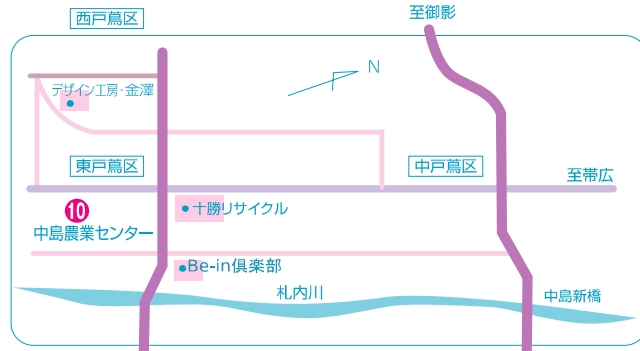 西戸蔦区
至御影
N
デザイン工房・金澤
東戸蔦区
中戸蔦区
至帯広
10
十勝リサイクル
中島農業センター
Be-in倶楽部
札内川
中島新橋